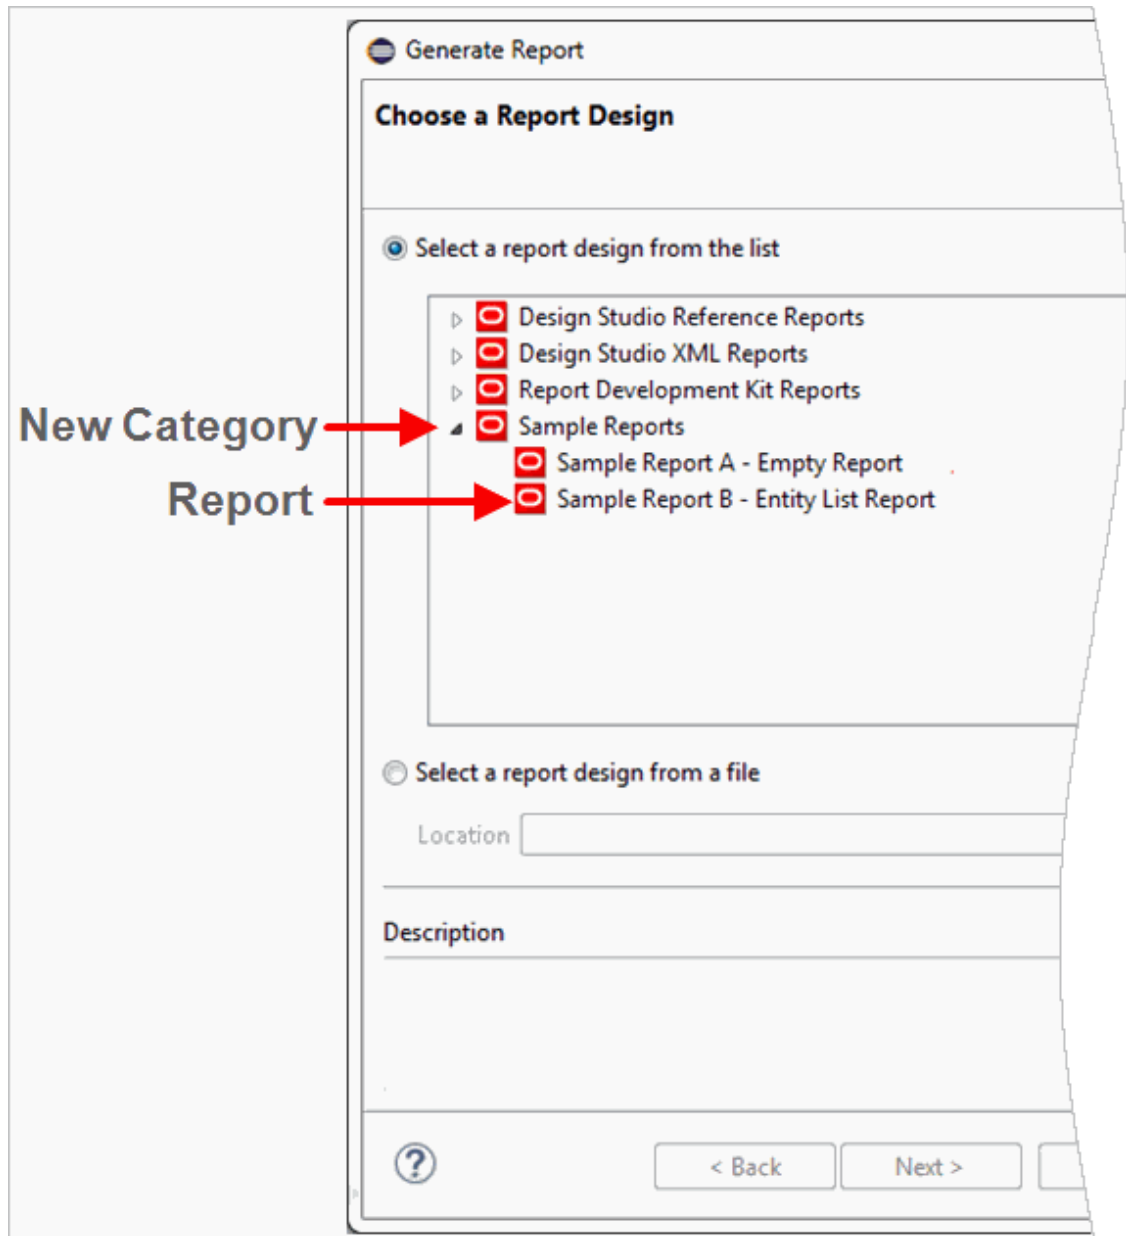 Generate Report
Choose a Report Design
Select a report design from the list
Design Studio Reference Reports
Design Studio XML Reports
Report Development Kit Reports
New Category
Sample Reports
Sample Report A - Empty Report
Report
Sample Report B - Entity List Report
Select a report design from a file
Location
Description
?
< Back
Next >